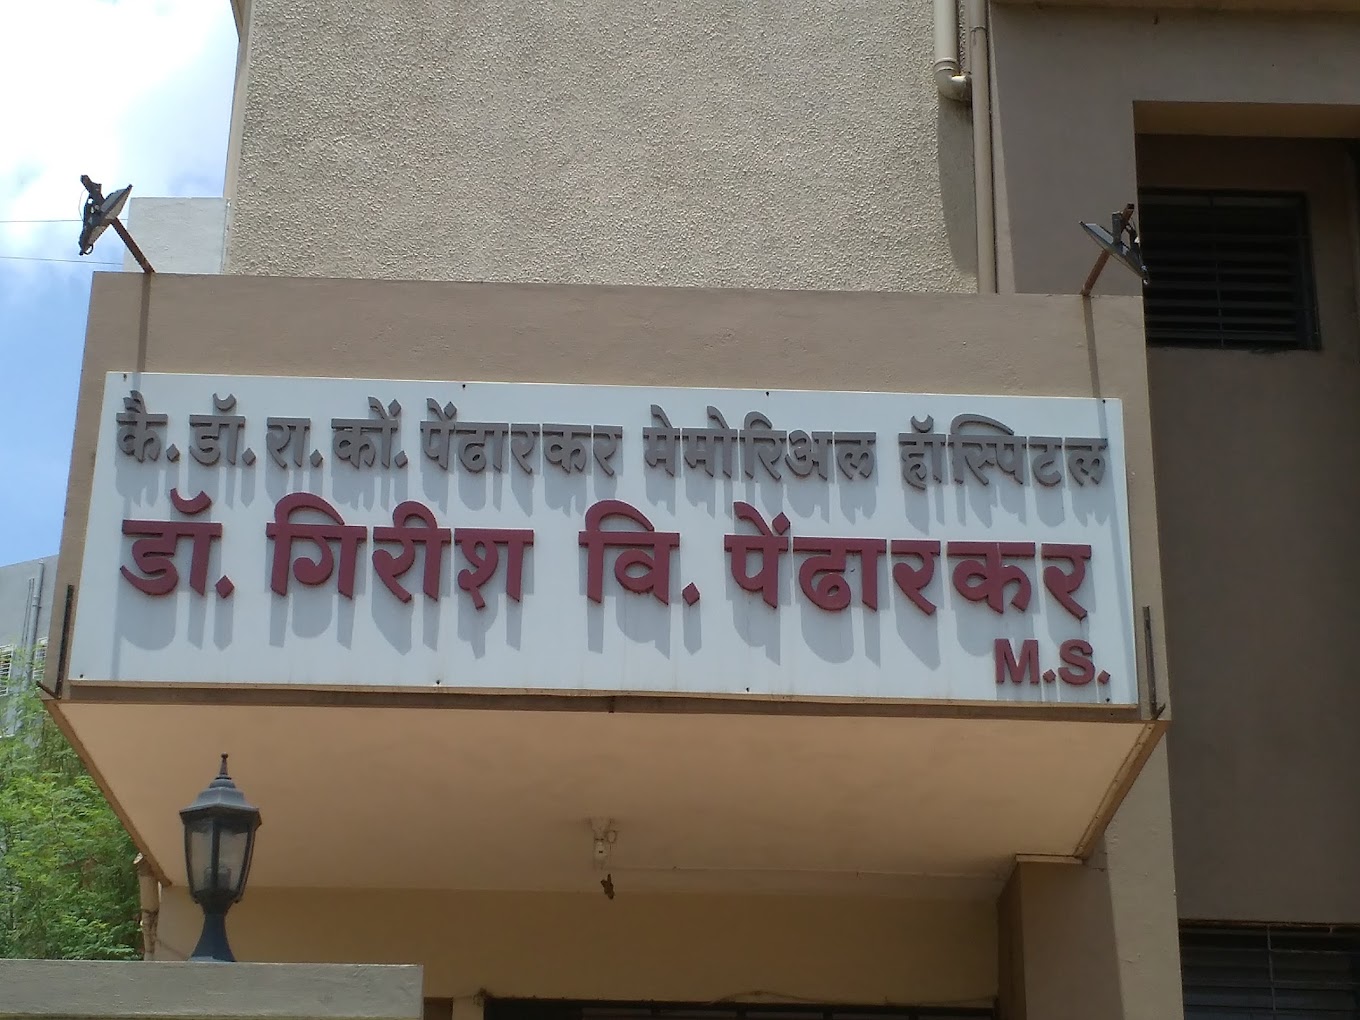 कै. डॉ. रा. कों. पेंढारकर मेमोरिअल हॉस्पिटल
डॉ. गिरीश वि. पेंढारकर
M.S.